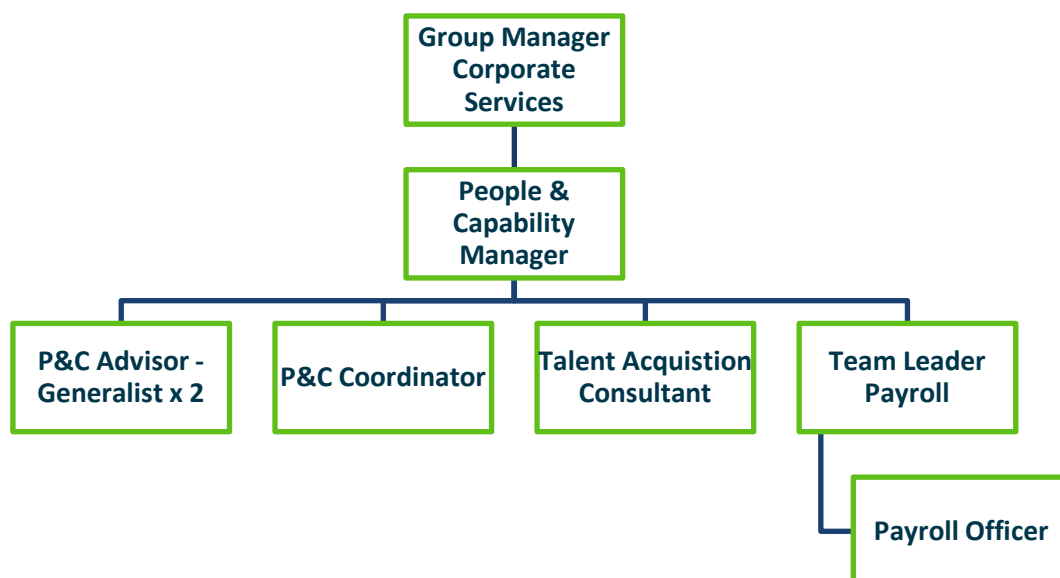 Group Manager
Corporate
Services
People &
Capability
Manager
P&C Advisor -
Generalist x 2
P&C Coordinator
Talent Acquistion
Consultant
Team Leader
Payroll
Payroll Officer